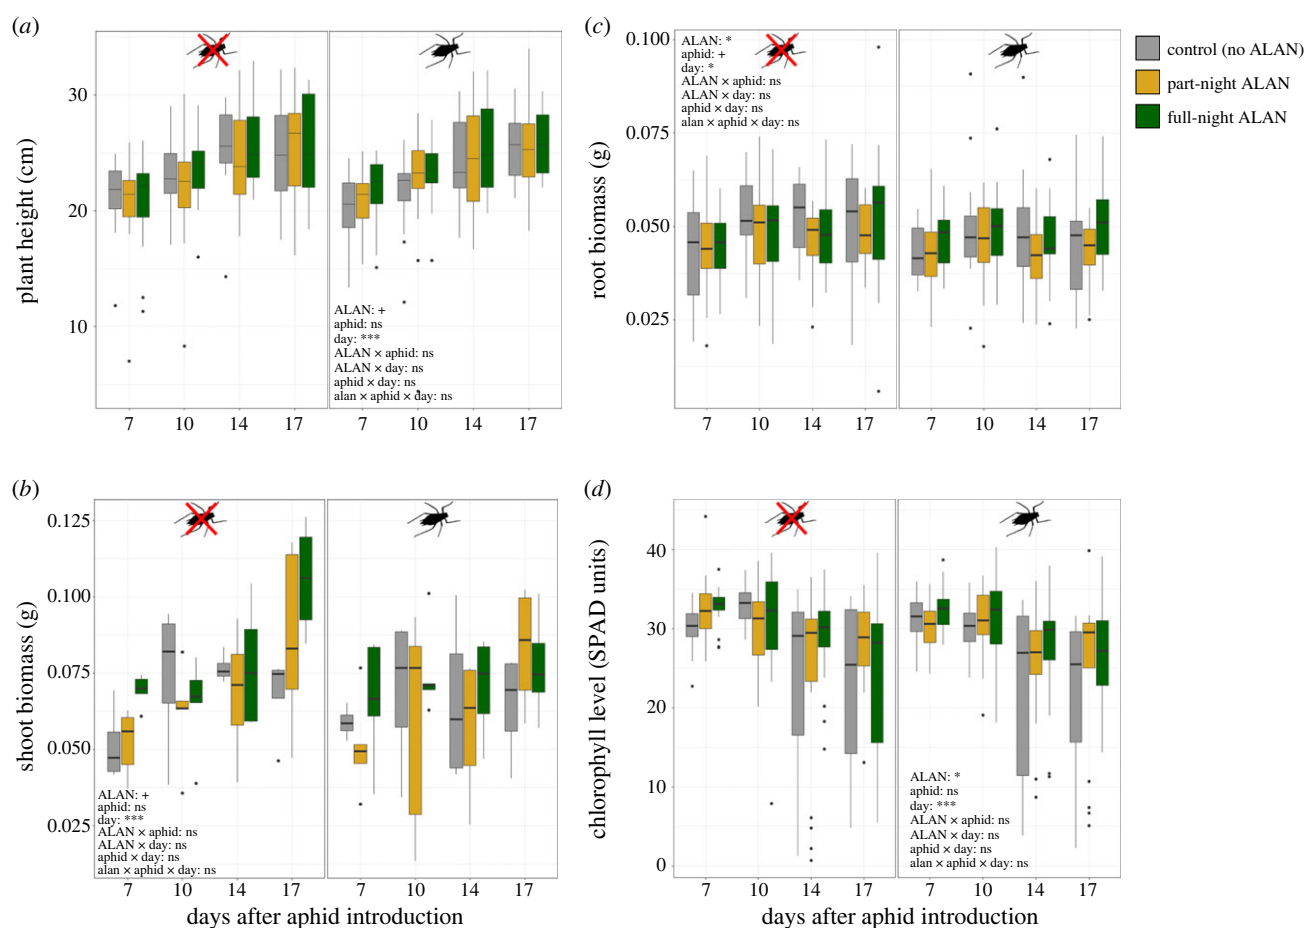 (a)
plant height (cm)
30
20
10
ALAN: +
aphid: ns
day: ***
ALAN × aphid: ns
ALAN × day: ns
aphid × day: ns
alan × aphid × day: ns
7 10 14 17 7 10 14 17
(c)
root biomass (g)
0.100
0.075
0.050
0.025
ALAN: *
aphid: +
day: *
ALAN × aphid: ns
ALAN × day: ns
aphid × day: ns
alan × aphid × day: ns
7 10 14 17 7 10 14 17
control (no ALAN)
part-night ALAN
full-night ALAN
(b)
shoot biomass (g)
0.125
0.100
0.075
0.050
0.025
ALAN: +
aphid: ns
day: ***
ALAN × aphid: ns
ALAN × day: ns
aphid × day: ns
alan × aphid × day: ns
7 10 14 17 7 10 14 17
days after aphid introduction
(d)
chlorophyll level (SPAD units)
40
30
20
10
0
ALAN: *
aphid: ns
day: ***
ALAN × aphid: ns
ALAN × day: ns
aphid × day: ns
alan × aphid × day: ns
7 10 14 17 7 10 14 17
days after aphid introduction